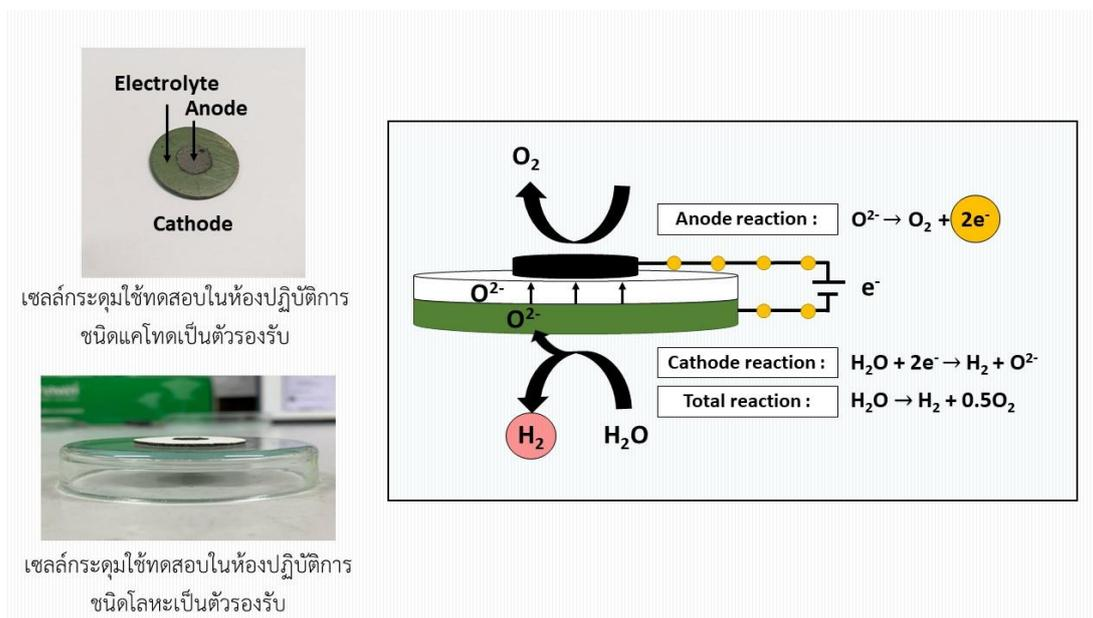 Electrolyte
Anode
Cathode
เซลล์กระดุมใช้ทดสอบในห้องปฏิบัติการ
ชนิดแคโทดเป็นตัวรองรับ
เซลล์กระดุมใช้ทดสอบในห้องปฏิบัติการ
ชนิดโลหะเป็นตัวรองรับ
O₂
Anode reaction : O²⁻ → O₂ + 2e⁻
O²⁻
e⁻
O²⁻
Cathode reaction : H₂O + 2e⁻ → H₂ + O²⁻
Total reaction : H₂O → H₂ + 0.5O₂
H₂ H₂O